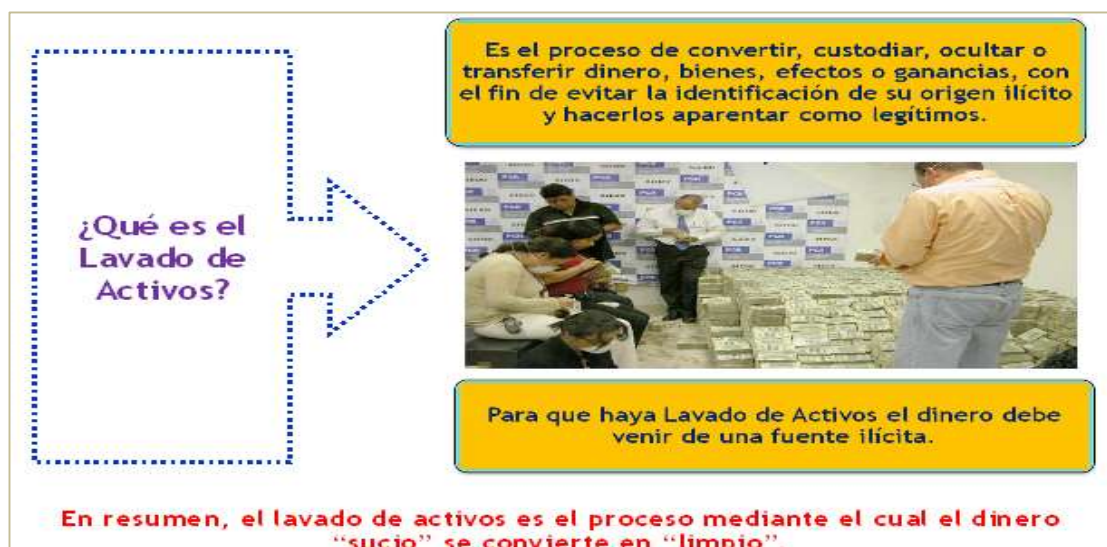 ¿Qué es el
Lavado de
Activos?
Es el proceso de convertir, custodiar, ocultar o
transferir dinero, bienes, efectos o ganancias, con
el fin de evitar la identificación de su origen ilícito
y hacerlos aparentar como legítimos.
Para que haya Lavado de Activos el dinero debe
venir de una fuente ilícita.
En resumen, el lavado de activos es el proceso mediante el cual el dinero
“sucio” se convierte en “limpio”.